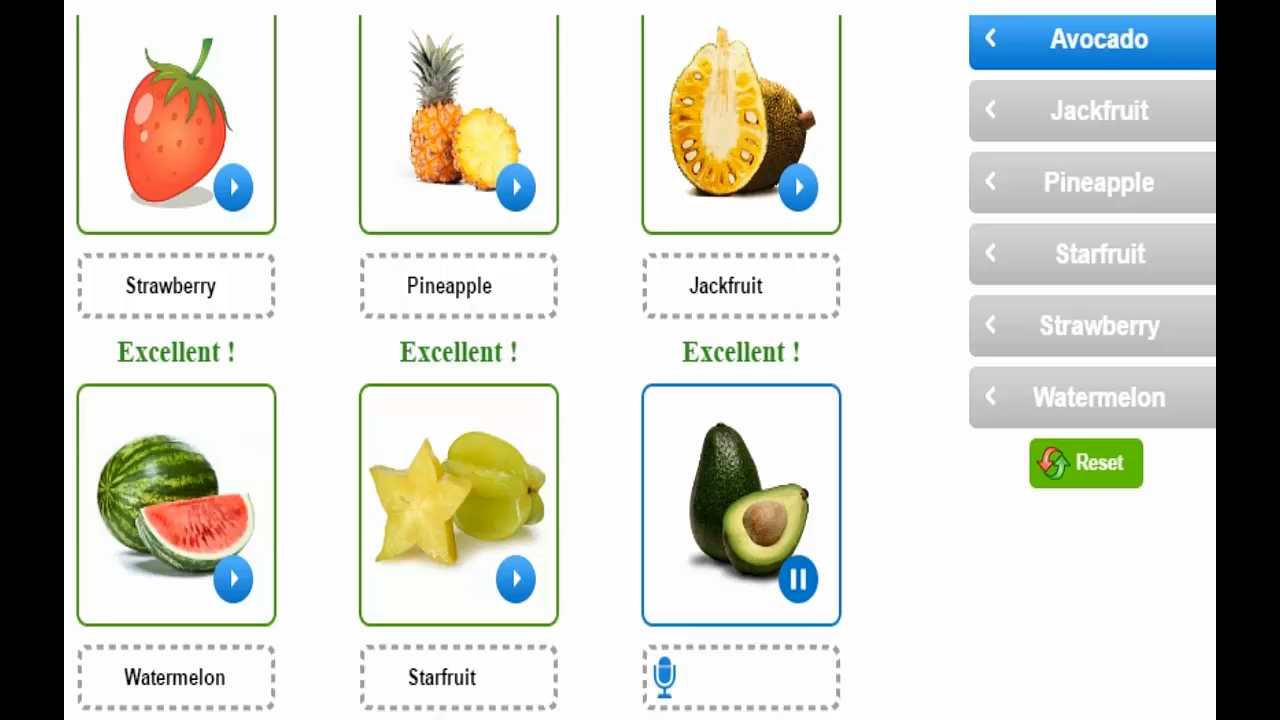 Strawberry
Pineapple
Jackfruit
Excellent !
Excellent !
Excellent !
Watermelon
Starfruit
Avocado
Jackfruit
Pineapple
Starfruit
Strawberry
Watermelon
Reset